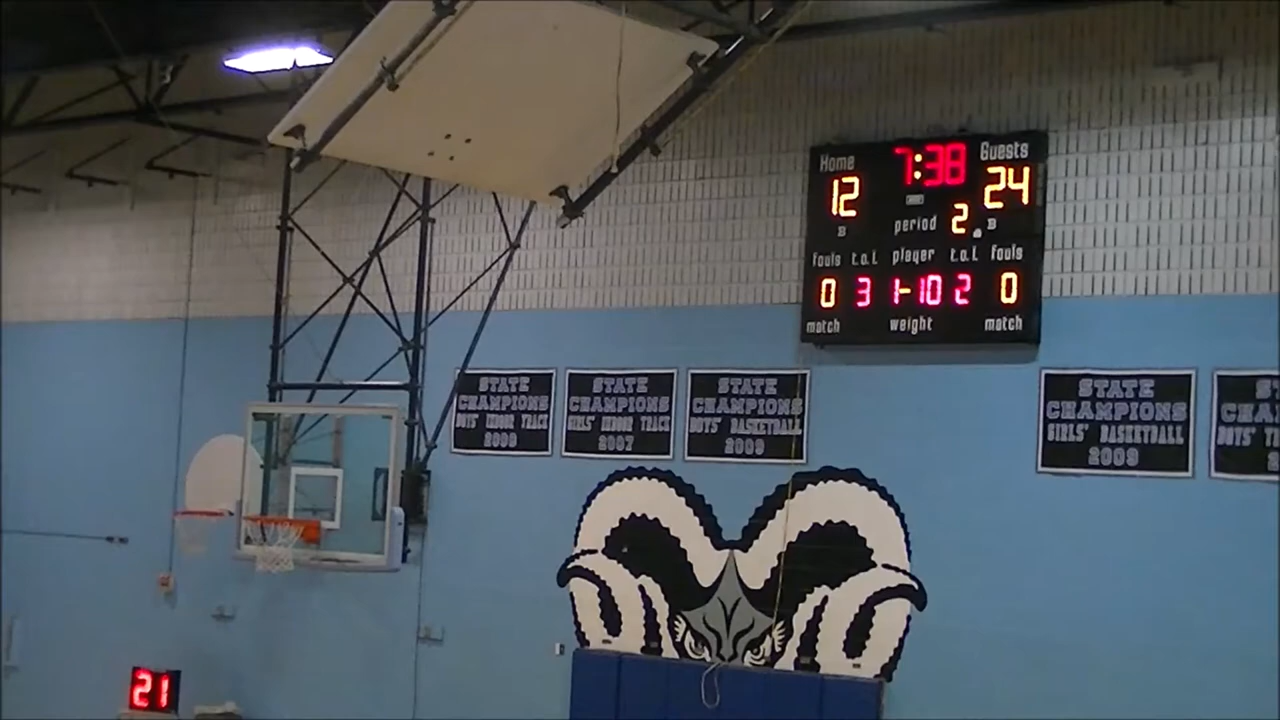 Home 7:38 Guests
12 24
period 2
B B
fouls t.o.l. player t.o.l. fouls
0 3 1-10 2 0
match weight match
STATE
CHAMPIONS
BOYS' INDOOR TRACK
STATE
CHAMPIONS
GIRLS' INDOOR TRACK
2007
STATE
CHAMPIONS
BOYS' BASKETBALL
2009
STATE
CHAMPIONS
GIRLS' BASKETBALL
2009
21